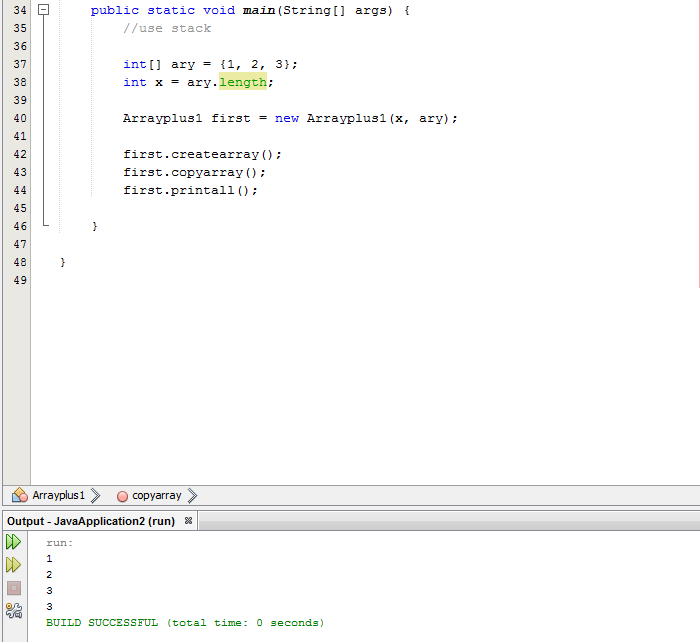 34 public static void main(String[] args) {
35 //use stack
36
37 int[] ary = {1, 2, 3};
38 int x = ary.length;
39
40 Arrayplus1 first = new Arrayplus1(x, ary);
41
42 first.createarray();
43 first.copyarray();
44 first.printall();
45
46 }
47
48 }
49
Arrayplus1 copyarray
Output - JavaApplication2 (run)
run:
1
2
3
3
BUILD SUCCESSFUL (total time: 0 seconds)